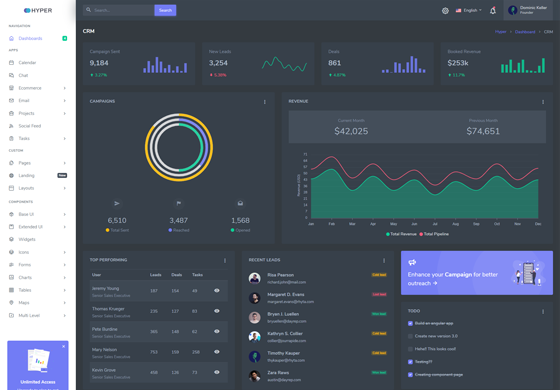 HYPER
Search...
Search
English
Dominic Keller
Founder
NAVIGATION
Dashboards
4
APPS
Calendar
Chat
Ecommerce
Email
Projects
Social Feed
Tasks
CUSTOM
Pages
Landing
New
Layouts
COMPONENTS
Base UI
Extended UI
Widgets
Icons
Forms
Charts
Tables
Maps
Multi Level
Unlimited Access
CRM
Hyper > Dashboard > CRM
Campaign Sent
9,184
3.27%
New Leads
3,254
5.38%
Deals
861
4.87%
Booked Revenue
$253k
11.7%
CAMPAIGNS
6,510
Total Sent
3,487
Reached
1,568
Opened
REVENUE
Current Month
$42,025
Previous Month
$74,651
Revenue (USD)
Jan Feb Mar Apr May Jun Jul Aug Sep Oct Nov Dec
Total Revenue Total Pipeline
TOP PERFORMING
User Leads Deals Tasks
Jeremy Young
Senior Sales Executive
187 154 49
Thomas Krueger
Senior Sales Executive
235 127 83
Pete Burdine
Senior Sales Executive
365 148 62
Mary Nelson
Senior Sales Executive
753 159 258
Kevin Grove
Senior Sales Executive
458 126 73
RECENT LEADS
Risa Pearson
richard.john@mail.com
Cold lead
Margaret D. Evans
margaret.evans@rhyta.com
Bryan J. Luellen
bryuellen@dayrep.com
Won lead
Kathryn S. Collier
collier@jourrapide.com
Cold lead
Timothy Kauper
thykauper@rhyta.com
Cold lead
Zara Raws
austin@dayrep.com
Won lead
Enhance your Campaign for better
outreach →
TODO
Build an angular app
Create new version 3.0
Hehe!! This looks cool!
Testing??
Creating component page